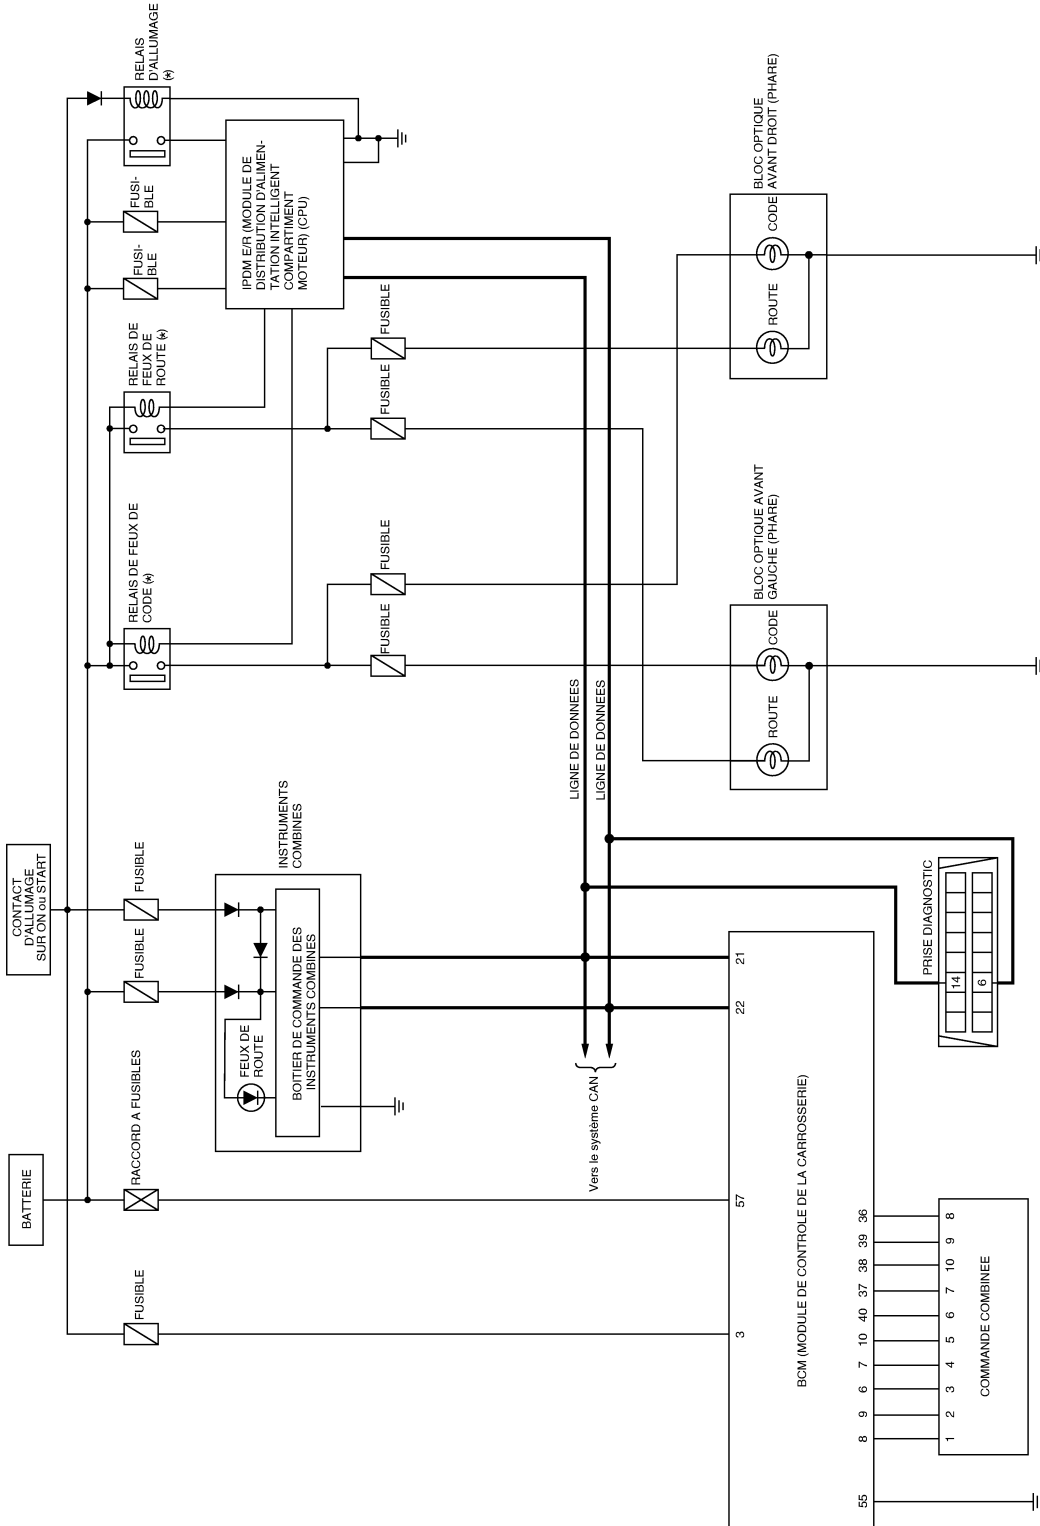 BATTERIE
CONTACT
D'ALLUMAGE
SUR ON ou START
FUSIBLE
RACCORD A FUSIBLES
FUSIBLE
FUSIBLE
RELAIS DE FEUX DE
CODE (*)
RELAIS DE
FEUX DE
ROUTE (*)
FUSI-
BLE
FUSI-
BLE
RELAIS
D'ALLUMAGE
(*)
INSTRUMENTS
COMBINES
FEUX DE
ROUTE
BOITIER DE COMMANDE DES
INSTRUMENTS COMBINES
IPDM E/R (MODULE DE
DISTRIBUTION D'ALIMEN-
TATION INTELLIGENT
COMPARTIMENT
MOTEUR) (CPU)
FUSIBLE
FUSIBLE
FUSIBLE
FUSIBLE
LIGNE DE DONNEES
LIGNE DE DONNEES
Vers le système CAN
3
57
22
21
BCM (MODULE DE CONTROLE DE LA CARROSSERIE)
BLOC OPTIQUE AVANT
GAUCHE (PHARE)
ROUTE
CODE
BLOC OPTIQUE
AVANT DROIT (PHARE)
ROUTE
CODE
55
8
9
6
7
10
40
37
38
39
36
1
2
3
4
5
6
7
10
9
8
COMMANDE COMBINEE
PRISE DIAGNOSTIC
14
6